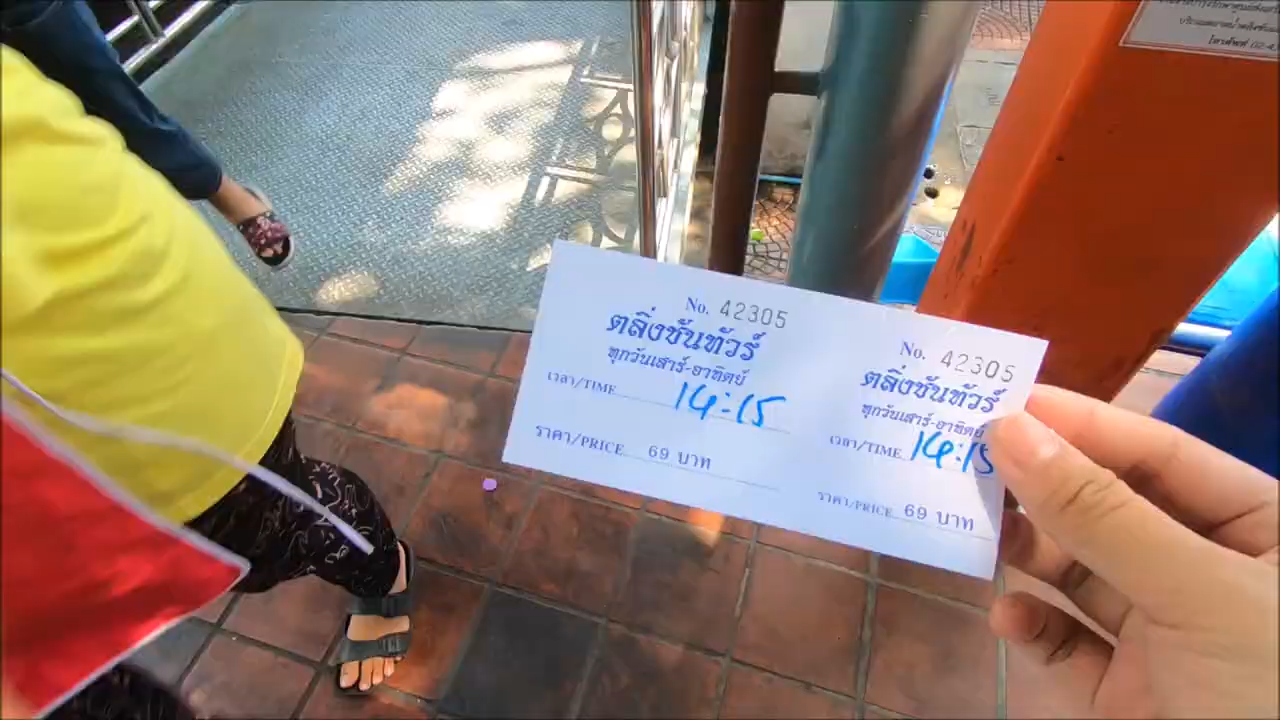 No. 42305
ตลิ่งชันทัวร์
ทุกวันเสาร์-อาทิตย์
เวลา/TIME 14:15
ราคา/PRICE 69 บาท
No. 42305
ตลิ่งชันทัวร์
ทุกวันเสาร์-อาทิตย์
เวลา/TIME 14:15
ราคา/PRICE 69 บาท